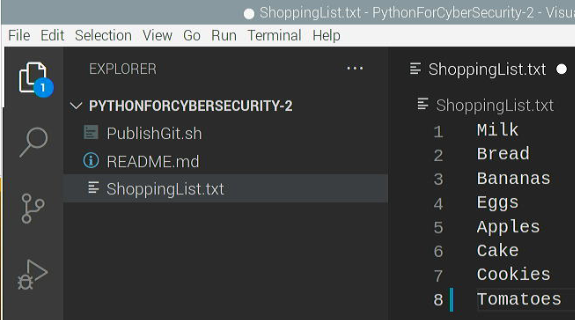 ShoppingList.txt - PythonForCyberSecurity-2 - Visu
File Edit Selection View Go Run Terminal Help
EXPLORER
PYTHONFORCYBERSECURITY-2
PublishGit.sh
README.md
ShoppingList.txt
1
ShoppingList.txt
ShoppingList.txt
1 Milk
2 Bread
3 Bananas
4 Eggs
5 Apples
6 Cake
7 Cookies
8 Tomatoes